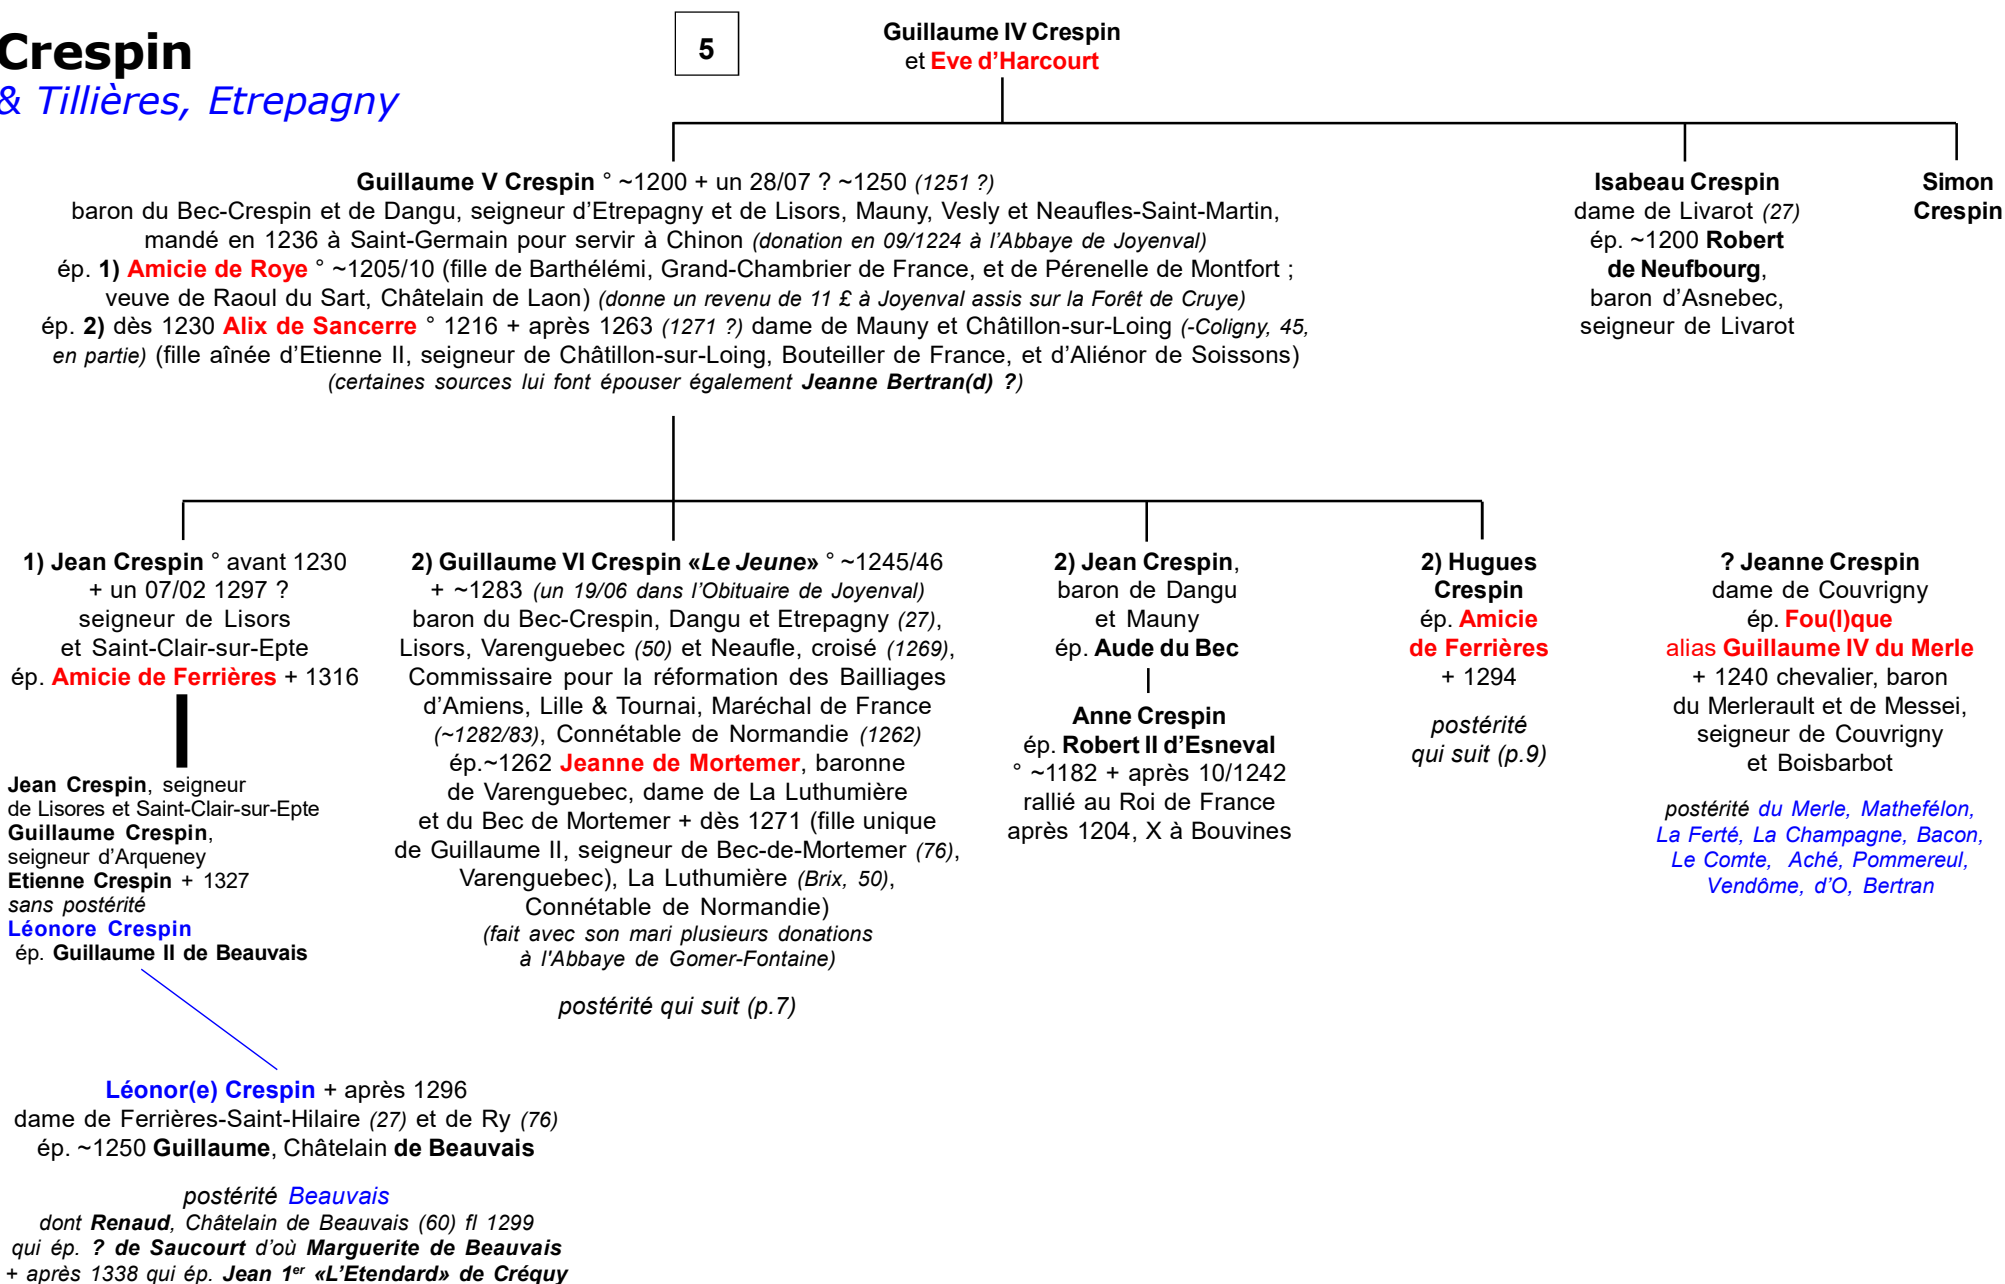 Crespin
& Tillières, Etrepagny
5
Guillaume IV Crespin
et Eve d’Harcourt
Guillaume V Crespin ° ~1200 + un 28/07 ? ~1250 (1251 ?)
baron du Bec-Crespin et de Dangu, seigneur d’Etrepagny et de Lisors, Mauny, Vesly et Neaufles-Saint-Martin,
mandé en 1236 à Saint-Germain pour servir à Chinon (donation en 09/1224 à l’Abbaye de Joyenval)
ép. 1) Amicie de Roye ° ~1205/10 (fille de Barthélémi, Grand-Chambrier de France, et de Pérenelle de Montfort ;
veuve de Raoul du Sart, Châtelain de Laon) (donne un revenu de 11 £ à Joyenval assis sur la Forêt de Cruye)
ép. 2) dès 1230 Alix de Sancerre ° 1216 + après 1263 (1271 ?) dame de Mauny et Châtillon-sur-Loing (-Coligny, 45,
en partie) (fille aînée d’Etienne II, seigneur de Châtillon-sur-Loing, Bouteiller de France, et d’Aliénor de Soissons)
(certaines sources lui font épouser également Jeanne Bertran(d) ?)
Isabeau Crespin
dame de Livarot (27)
ép. ~1200 Robert
de Neufbourg,
baron d’Asnebec,
seigneur de Livarot
Simon
Crespin
1) Jean Crespin ° avant 1230
+ un 07/02 1297 ?
seigneur de Lisors
et Saint-Clair-sur-Epte
ép. Amicie de Ferrières + 1316
Jean Crespin, seigneur
de Lisores et Saint-Clair-sur-Epte
Guillaume Crespin,
seigneur d’Arqueney
Etienne Crespin + 1327
sans postérité
Léonore Crespin
ép. Guillaume II de Beauvais
2) Guillaume VI Crespin «Le Jeune» ° ~1245/46
+ ~1283 (un 19/06 dans l’Obituaire de Joyenval)
baron du Bec-Crespin, Dangu et Etrepagny (27),
Lisors, Varenguebec (50) et Neaufle, croisé (1269),
Commissaire pour la réformation des Bailliages
d’Amiens, Lille & Tournai, Maréchal de France
(~1282/83), Connétable de Normandie (1262)
ép.~1262 Jeanne de Mortemer, baronne
de Varenguebec, dame de La Luthumière
et du Bec de Mortemer + dès 1271 (fille unique
de Guillaume II, seigneur de Bec-de-Mortemer (76),
Varenguebec), La Luthumière (Brix, 50),
Connétable de Normandie)
(fait avec son mari plusieurs donations
à l'Abbaye de Gomer-Fontaine)
postérité qui suit (p.7)
2) Jean Crespin,
baron de Dangu
et Mauny
ép. Aude du Bec
Anne Crespin
ép. Robert II d’Esneval
° ~1182 + après 10/1242
rallié au Roi de France
après 1204, X à Bouvines
2) Hugues
Crespin
ép. Amicie
de Ferrières
+ 1294
postérité
qui suit (p.9)
? Jeanne Crespin
dame de Couvrigny
ép. Fou(l)que
alias Guillaume IV du Merle
+ 1240 chevalier, baron
du Merlerault et de Messei,
seigneur de Couvrigny
et Boisbarbot
postérité du Merle, Mathefélon,
La Ferté, La Champagne, Bacon,
Le Comte, Aché, Pommereul,
Vendôme, d’O, Bertran
Léonor(e) Crespin + après 1296
dame de Ferrières-Saint-Hilaire (27) et de Ry (76)
ép. ~1250 Guillaume, Châtelain de Beauvais
postérité Beauvais
dont Renaud, Châtelain de Beauvais (60) fl 1299
qui ép. ? de Saucourt d’où Marguerite de Beauvais
+ après 1338 qui ép. Jean 1er «L’Etendard» de Créquy